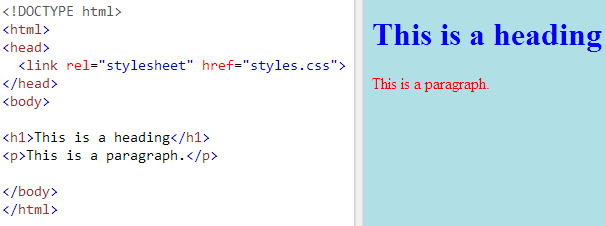 <!DOCTYPE html>
<html>
<head>
  <link rel="stylesheet" href="styles.css">
</head>
<body>

<h1>This is a heading</h1>
<p>This is a paragraph.</p>

</body>
</html>
This is a heading
This is a paragraph.